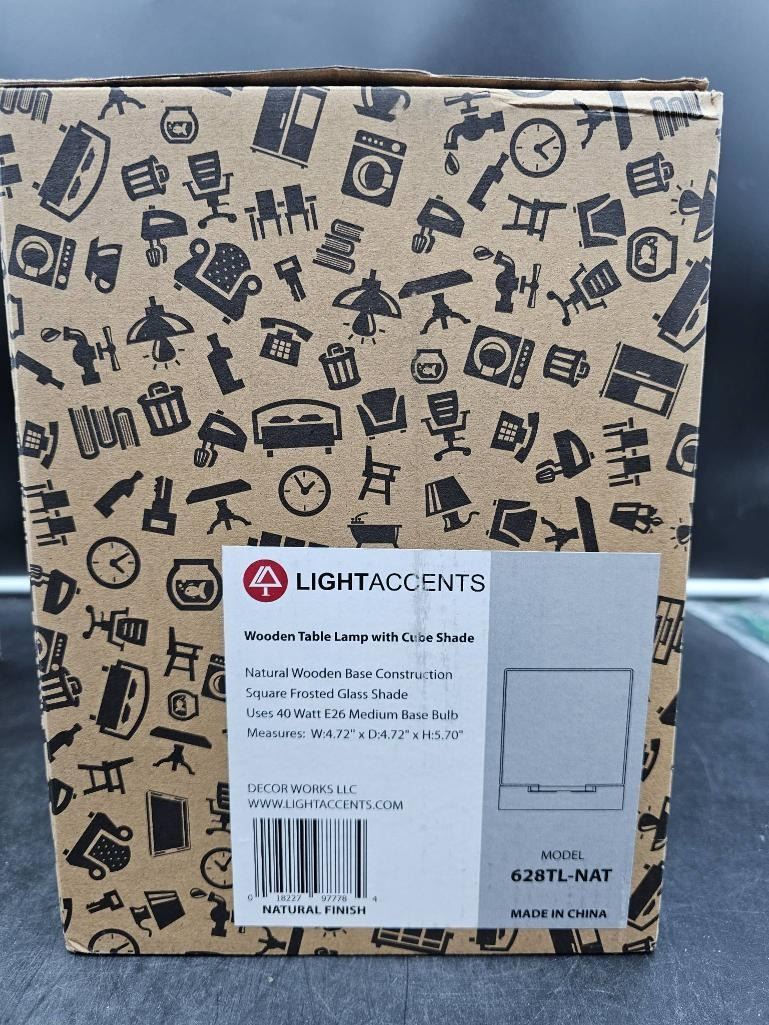 LIGHTACCENTS
Wooden Table Lamp with Cube Shade
Natural Wooden Base Construction
Square Frosted Glass Shade
Uses 40 Watt E26 Medium Base Bulb
Measures: W:4.72" x D:4.72" x H:5.70"
DECOR WORKS LLC
WWW.LIGHTACCENTS.COM
0 18227 97778 4
NATURAL FINISH
MODEL
628TL-NAT
MADE IN CHINA